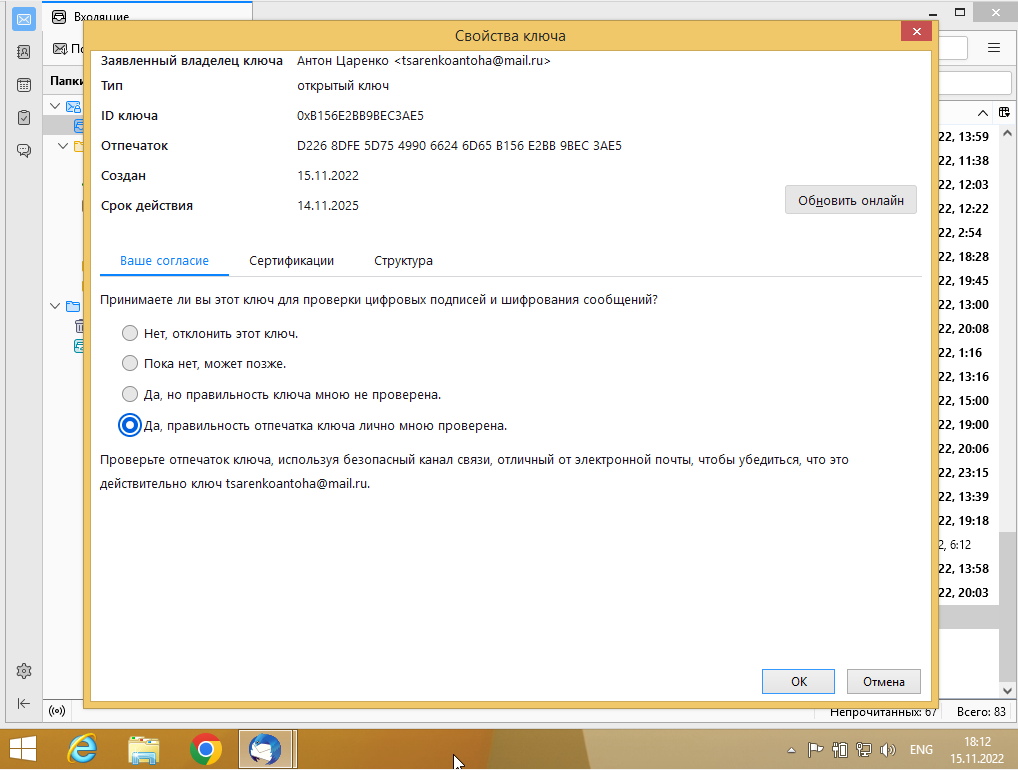 Входящие
Свойства ключа
Папки
Заявленный владелец ключа Антон Царенко <tsarenkoantoha@mail.ru>
Тип открытый ключ
ID ключа 0xB156E2BB9BEC3AE5
Отпечаток D226 8DFE 5D75 4990 6624 6D65 B156 E2BB 9BEC 3AE5
Создан 15.11.2022
Срок действия 14.11.2025
Обновить онлайн
Ваше согласие Сертификации Структура
Принимаете ли вы этот ключ для проверки цифровых подписей и шифрования сообщений?
Нет, отклонить этот ключ.
Пока нет, может позже.
Да, но правильность ключа мною не проверена.
Да, правильность отпечатка ключа лично мною проверена.
Проверьте отпечаток ключа, используя безопасный канал связи, отличный от электронной почты, чтобы убедиться, что это
действительно ключ tsarenkoantoha@mail.ru.
OK Отмена
22, 13:59
22, 11:38
22, 12:03
22, 12:22
22, 2:54
22, 18:28
22, 19:45
22, 13:00
22, 20:08
22, 1:16
22, 13:16
22, 15:00
22, 19:00
22, 20:06
22, 23:15
22, 13:39
22, 19:18
2, 6:12
22, 13:58
22, 20:03
Непрочитанных: 67 Всего: 83
ENG
18:12
15.11.2022